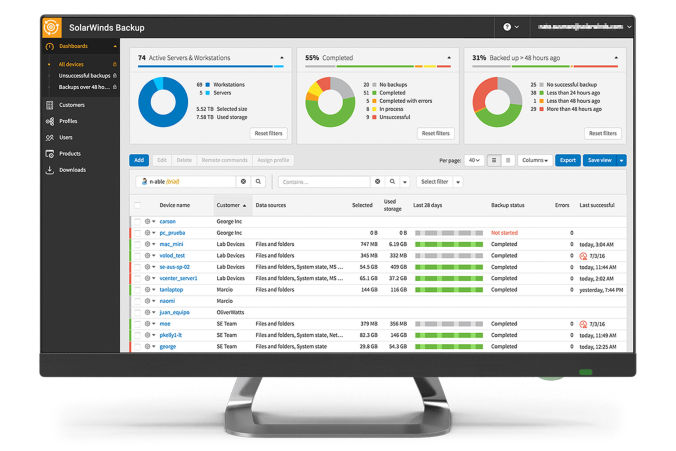 SolarWinds Backup
Dashboards
All devices
Unsuccessful backups
Backups over 48 ho...
Customers
Profiles
Users
Products
Downloads
74 Active Servers & Workstations
69 Workstations
5 Servers
5.52 TB Selected size
7.58 TB Used storage
Reset filters
55% Completed
20 No backups
51 Completed
5 Completed with errors
8 In process
9 Unsuccessful
Reset filters
31% Backed up > 48 hours ago
25 No successful backup
38 Less than 24 hours ago
1 Less than 48 hours ago
29 More than 48 hours ago
Reset filters
Add Edit Delete Remote commands Assign profile Per page: 40 Columns Export Save view
n-able (trial) Contains... Select filter
Device name Customer Data sources Selected Used storage Last 28 days Backup status Errors Last successful
carson George Inc
pc_prueba George Inc 0 B 0 B Not started 0
mac_mini Lab Devices Files and folders 747 MB 6.19 GB Completed 0 today, 3:04 AM
volod_test Lab Devices Files and folders 345 MB 332 MB Completed 0 7/3/16
se-aus-sp-02 Lab Devices Files and folders, System state, MS ... 54.5 GB 409 GB Completed 0 today, 11:44 AM
vcenter_server1 Lab Devices Files and folders, System state, MS ... 65.1 GB 37.2 GB Completed 0 today, 2:02 AM
tanlaptop Marcio Files and folders 144 GB 116 GB Completed 0 yesterday, 7:44 PM
naomi Marcio
juan_equipo OliverWatts
moe SE Team Files and folders 379 MB 356 MB Completed 0 7/3/16
pkelly1-lt SE Team Files and folders, System state, Net... 82.3 GB 146 GB Completed 0 today, 11:49 AM
george SE Team Files and folders, System state 29.8 GB 54.3 GB Completed 0 today, 12:25 AM